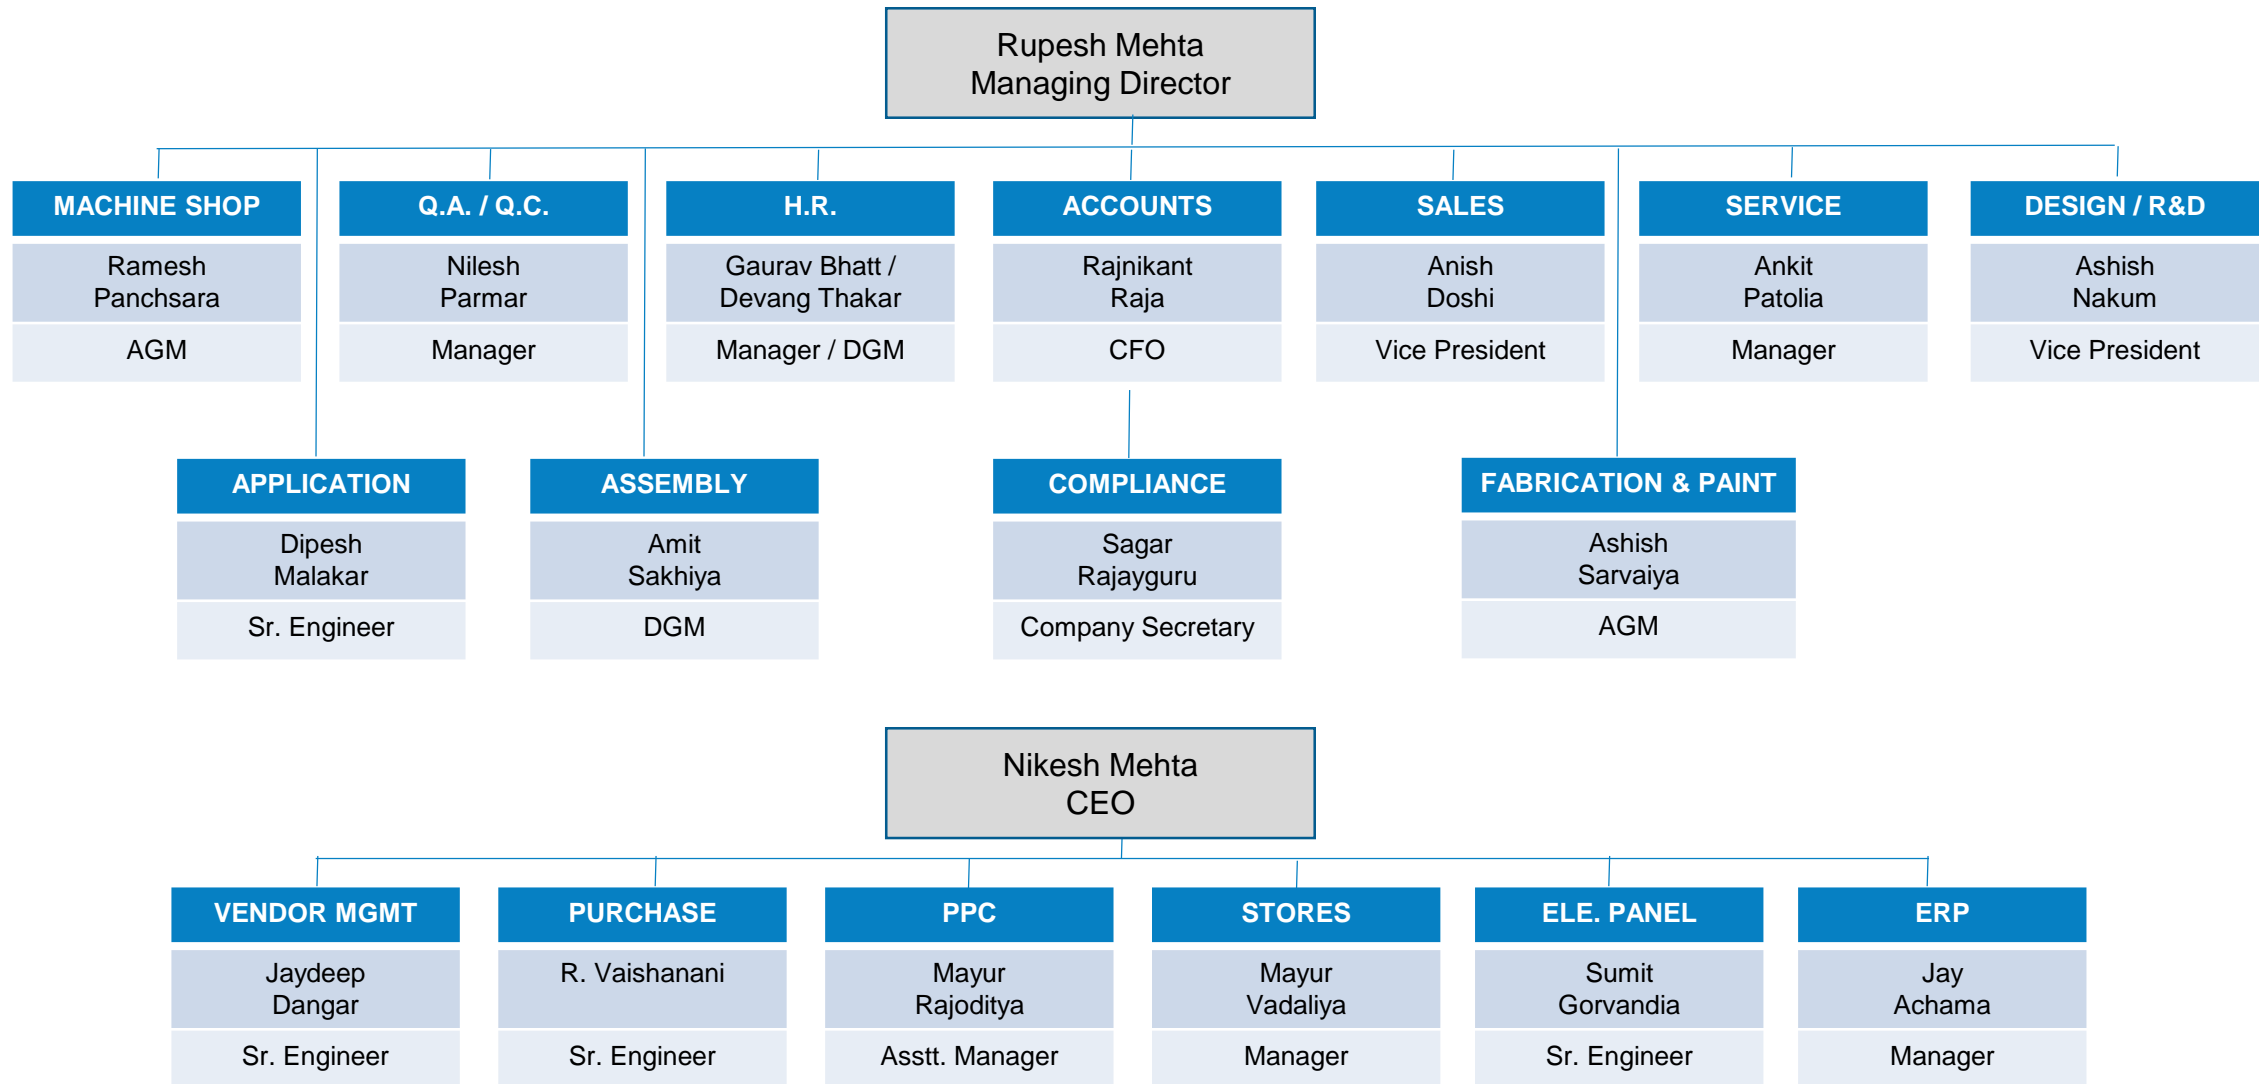 Rupesh Mehta
Managing Director
MACHINE SHOP
Ramesh
Panchsara
AGM
Q.A. / Q.C.
Nilesh
Parmar
Manager
H.R.
Gaurav Bhatt /
Devang Thakar
Manager / DGM
ACCOUNTS
Rajnikant
Raja
CFO
SALES
Anish
Doshi
Vice President
SERVICE
Ankit
Patolia
Manager
DESIGN / R&D
Ashish
Nakum
Vice President
APPLICATION
Dipesh
Malakar
Sr. Engineer
ASSEMBLY
Amit
Sakhiya
DGM
COMPLIANCE
Sagar
Rajayguru
Company Secretary
FABRICATION & PAINT
Ashish
Sarvaiya
AGM
Nikesh Mehta
CEO
VENDOR MGMT
Jaydeep
Dangar
Sr. Engineer
PURCHASE
R. Vaishanani
Sr. Engineer
PPC
Mayur
Rajoditya
Asstt. Manager
STORES
Mayur
Vadaliya
Manager
ELE. PANEL
Sumit
Gorvandia
Sr. Engineer
ERP
Jay
Achama
Manager